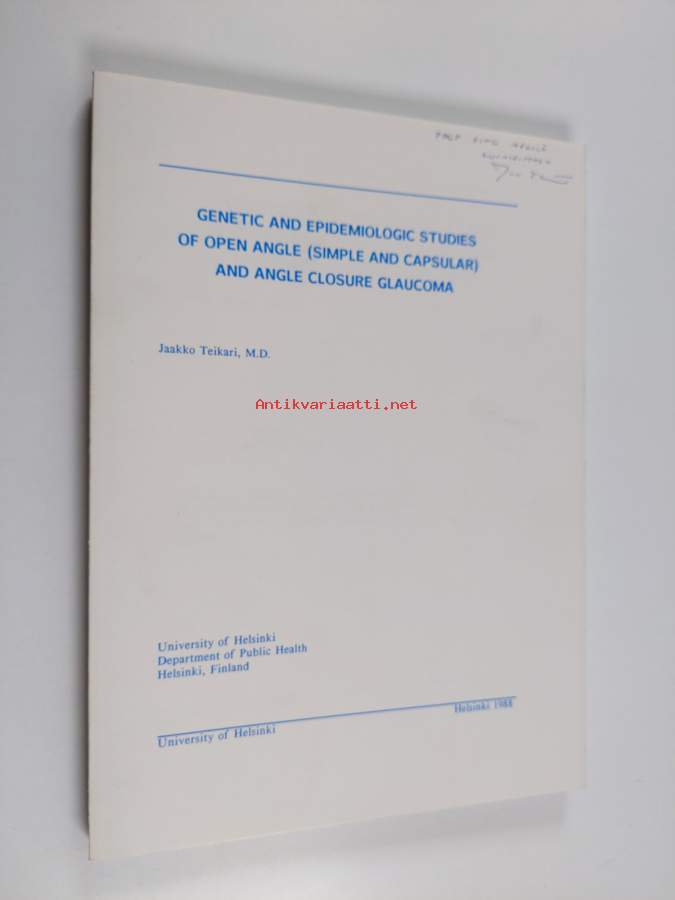 GENETIC AND EPIDEMIOLOGIC STUDIES
OF OPEN ANGLE (SIMPLE AND CAPSULAR)
AND ANGLE CLOSURE GLAUCOMA
Jaakko Teikari, M.D.
Antikvariaatti.net
University of Helsinki
Department of Public Health
Helsinki, Finland
Helsinki 1988
University of Helsinki